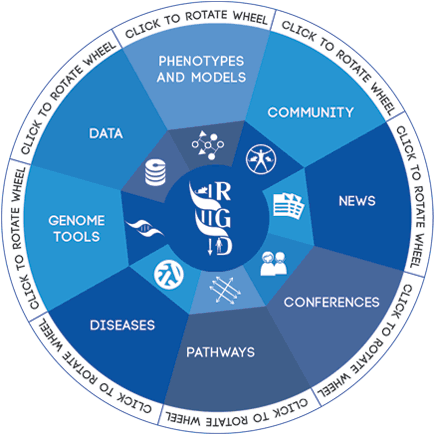 CLICK TO ROTATE WHEEL
CLICK TO ROTATE WHEEL
CLICK TO ROTATE WHEEL
CLICK TO ROTATE WHEEL
CLICK TO ROTATE WHEEL
CLICK TO ROTATE WHEEL
CLICK TO ROTATE WHEEL
CLICK TO ROTATE WHEEL
PHENOTYPES
AND MODELS
COMMUNITY
NEWS
CONFERENCES
PATHWAYS
DISEASES
GENOME
TOOLS
DATA
RGD